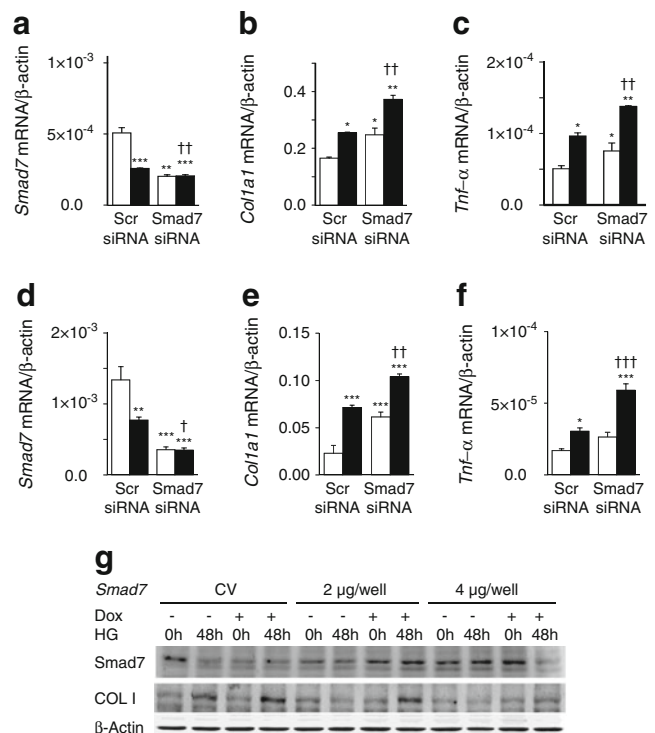 a
Smad7 mRNA/β-actin
1×10⁻³
5×10⁻⁴
0.0
***
**
††
***
Scr siRNA
Smad7 siRNA
b
Col1a1 mRNA/β-actin
0.4
0.2
0.0
*
*
††
**
Scr siRNA
Smad7 siRNA
c
Tnf–α mRNA/β-actin
2×10⁻⁴
1×10⁻⁴
0.0
*
*
††
**
Scr siRNA
Smad7 siRNA
d
Smad7 mRNA/β-actin
2×10⁻³
1×10⁻³
0.0
**
***
†
***
Scr siRNA
Smad7 siRNA
e
Col1a1 mRNA/β-actin
0.15
0.10
0.05
0.00
***
***
††
***
Scr siRNA
Smad7 siRNA
f
Tnf–α mRNA/β-actin
1×10⁻⁴
5×10⁻⁵
0.0
*
†††
***
Scr siRNA
Smad7 siRNA
g
Smad7 CV 2 µg/well 4 µg/well
Dox - - + + - - + + - - + +
HG 0h 48h 0h 48h 0h 48h 0h 48h 0h 48h 0h 48h
Smad7
COL I
β-Actin